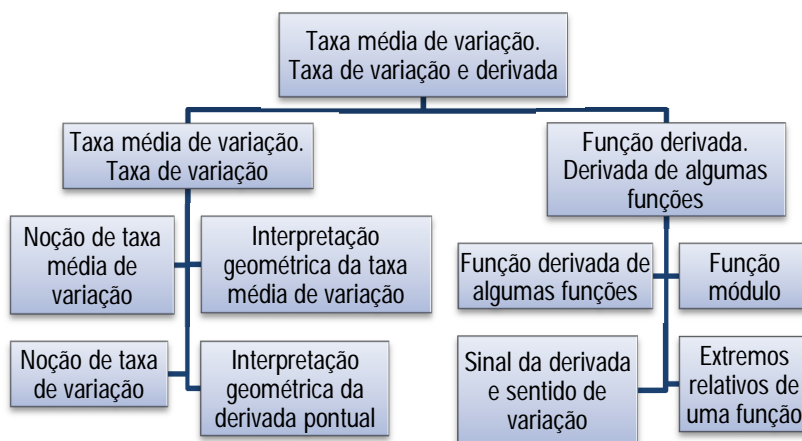 Taxa média de variação.
Taxa de variação e derivada
Taxa média de variação.
Taxa de variação
Função derivada.
Derivada de algumas
funções
Noção de taxa
média de
variação
Interpretação
geométrica da taxa
média de variação
Função derivada de
algumas funções
Função
módulo
Noção de taxa
de variação
Interpretação
geométrica da
derivada pontual
Sinal da derivada
e sentido de
variação
Extremos
relativos de
uma função